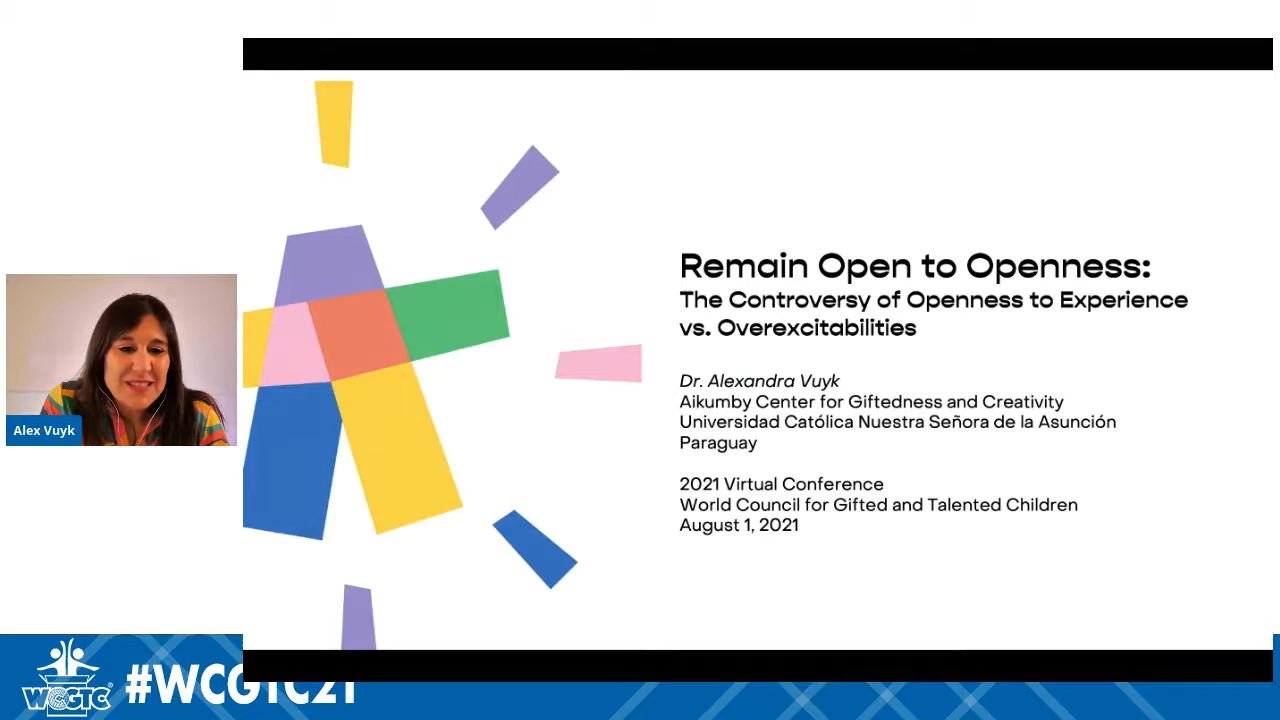 Remain Open to Openness:
The Controversy of Openness to Experience
vs. Overexcitabilities
Dr. Alexandra Vuyk
Aikumby Center for Giftedness and Creativity
Universidad Católica Nuestra Señora de la Asunción
Paraguay
2021 Virtual Conference
World Council for Gifted and Talented Children
August 1, 2021
Alex Vuyk
WCGTC®
#WCGTC21